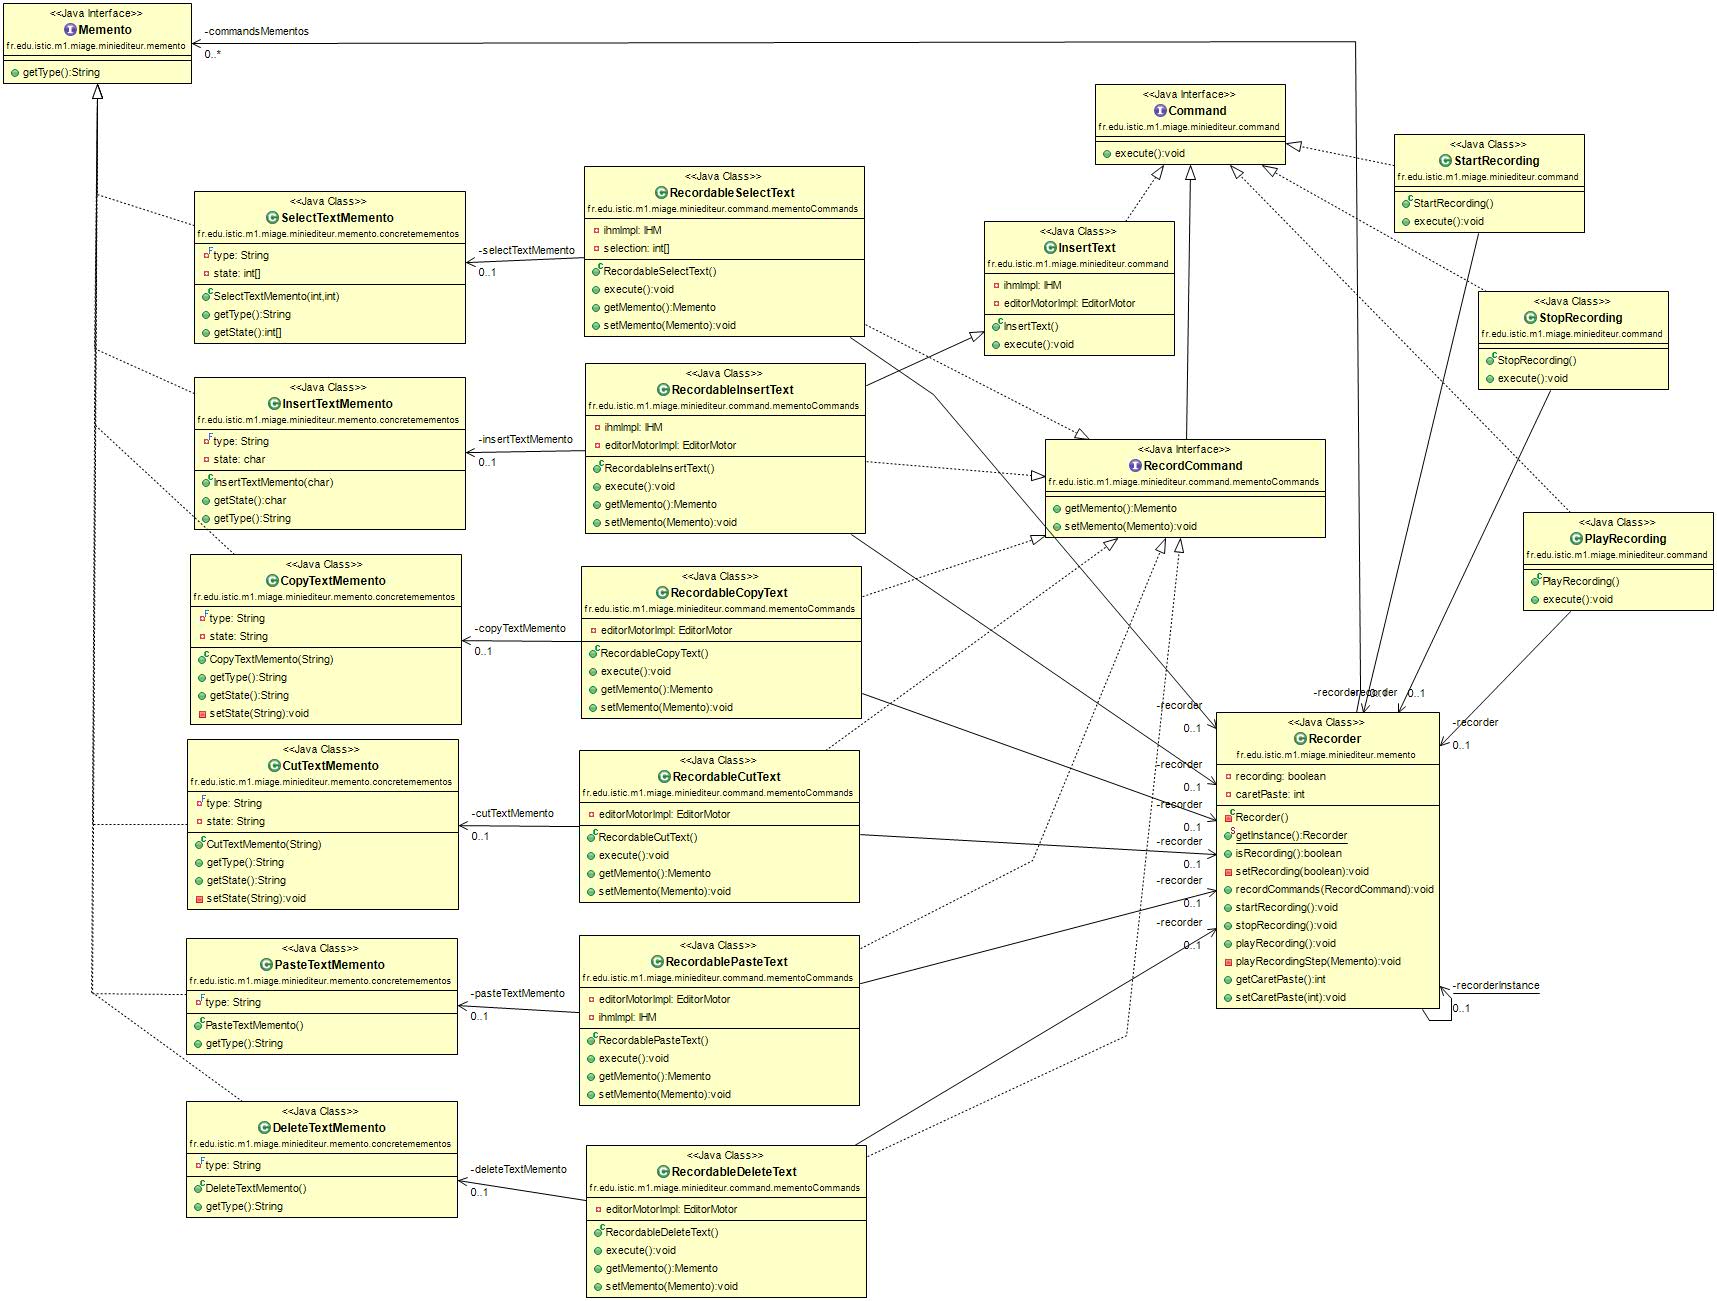 <<Java Interface>>
Memento
fr.edu.istic.m1.miage.miniediteur.memento
getType():String
-commandsMementos
0..*
<<Java Interface>>
Command
fr.edu.istic.m1.miage.miniediteur.command
execute():void
<<Java Class>>
StartRecording
fr.edu.istic.m1.miage.miniediteur.command
StartRecording()
execute():void
<<Java Class>>
SelectTextMemento
fr.edu.istic.m1.miage.miniediteur.memento.concretemementos
type: String
state: int[]
SelectTextMemento(int,int)
getType():String
getState():int[]
-selectTextMemento
0..1
<<Java Class>>
RecordableSelectText
fr.edu.istic.m1.miage.miniediteur.command.mementoCommands
ihmImpl: IHM
selection: int[]
RecordableSelectText()
execute():void
getMemento():Memento
setMemento(Memento):void
<<Java Class>>
InsertText
fr.edu.istic.m1.miage.miniediteur.command
ihmImpl: IHM
editorMotorImpl: EditorMotor
InsertText()
execute():void
<<Java Class>>
StopRecording
fr.edu.istic.m1.miage.miniediteur.command
StopRecording()
execute():void
<<Java Class>>
InsertTextMemento
fr.edu.istic.m1.miage.miniediteur.memento.concretemementos
type: String
state: char
InsertTextMemento(char)
getState():char
getType():String
-insertTextMemento
0..1
<<Java Class>>
RecordableInsertText
fr.edu.istic.m1.miage.miniediteur.command.mementoCommands
ihmImpl: IHM
editorMotorImpl: EditorMotor
RecordableInsertText()
execute():void
getMemento():Memento
setMemento(Memento):void
<<Java Interface>>
RecordCommand
fr.edu.istic.m1.miage.miniediteur.command.mementoCommands
getMemento():Memento
setMemento(Memento):void
<<Java Class>>
PlayRecording
fr.edu.istic.m1.miage.miniediteur.command
PlayRecording()
execute():void
<<Java Class>>
CopyTextMemento
fr.edu.istic.m1.miage.miniediteur.memento.concretemementos
type: String
state: String
CopyTextMemento(String)
getType():String
getState():String
setState(String):void
-copyTextMemento
0..1
<<Java Class>>
RecordableCopyText
fr.edu.istic.m1.miage.miniediteur.command.mementoCommands
editorMotorImpl: EditorMotor
RecordableCopyText()
execute():void
getMemento():Memento
setMemento(Memento):void
-recorder
-recorder
0..1
0..1
-recorder
0..1
-recorder
0..1
-recorder
0..1
-recorder
0..1
-recorder
0..1
-recorder
0..1
-recorder
0..1
<<Java Class>>
Recorder
fr.edu.istic.m1.miage.miniediteur.memento
recording: boolean
caretPaste: int
Recorder()
getInstance():Recorder
isRecording():boolean
setRecording(boolean):void
recordCommands(RecordCommand):void
startRecording():void
stopRecording():void
playRecording():void
playRecordingStep(Memento):void
getCaretPaste():int
setCaretPaste(int):void
-recorderInstance
0..1
<<Java Class>>
CutTextMemento
fr.edu.istic.m1.miage.miniediteur.memento.concretemementos
type: String
state: String
CutTextMemento(String)
getType():String
getState():String
setState(String):void
-cutTextMemento
0..1
<<Java Class>>
RecordableCutText
fr.edu.istic.m1.miage.miniediteur.command.mementoCommands
editorMotorImpl: EditorMotor
RecordableCutText()
execute():void
getMemento():Memento
setMemento(Memento):void
<<Java Class>>
PasteTextMemento
fr.edu.istic.m1.miage.miniediteur.memento.concretemementos
type: String
PasteTextMemento()
getType():String
-pasteTextMemento
0..1
<<Java Class>>
RecordablePasteText
fr.edu.istic.m1.miage.miniediteur.command.mementoCommands
editorMotorImpl: EditorMotor
ihmImpl: IHM
RecordablePasteText()
execute():void
getMemento():Memento
setMemento(Memento):void
<<Java Class>>
DeleteTextMemento
fr.edu.istic.m1.miage.miniediteur.memento.concretemementos
type: String
DeleteTextMemento()
getType():String
-deleteTextMemento
0..1
<<Java Class>>
RecordableDeleteText
fr.edu.istic.m1.miage.miniediteur.command.mementoCommands
editorMotorImpl: EditorMotor
RecordableDeleteText()
execute():void
getMemento():Memento
setMemento(Memento):void